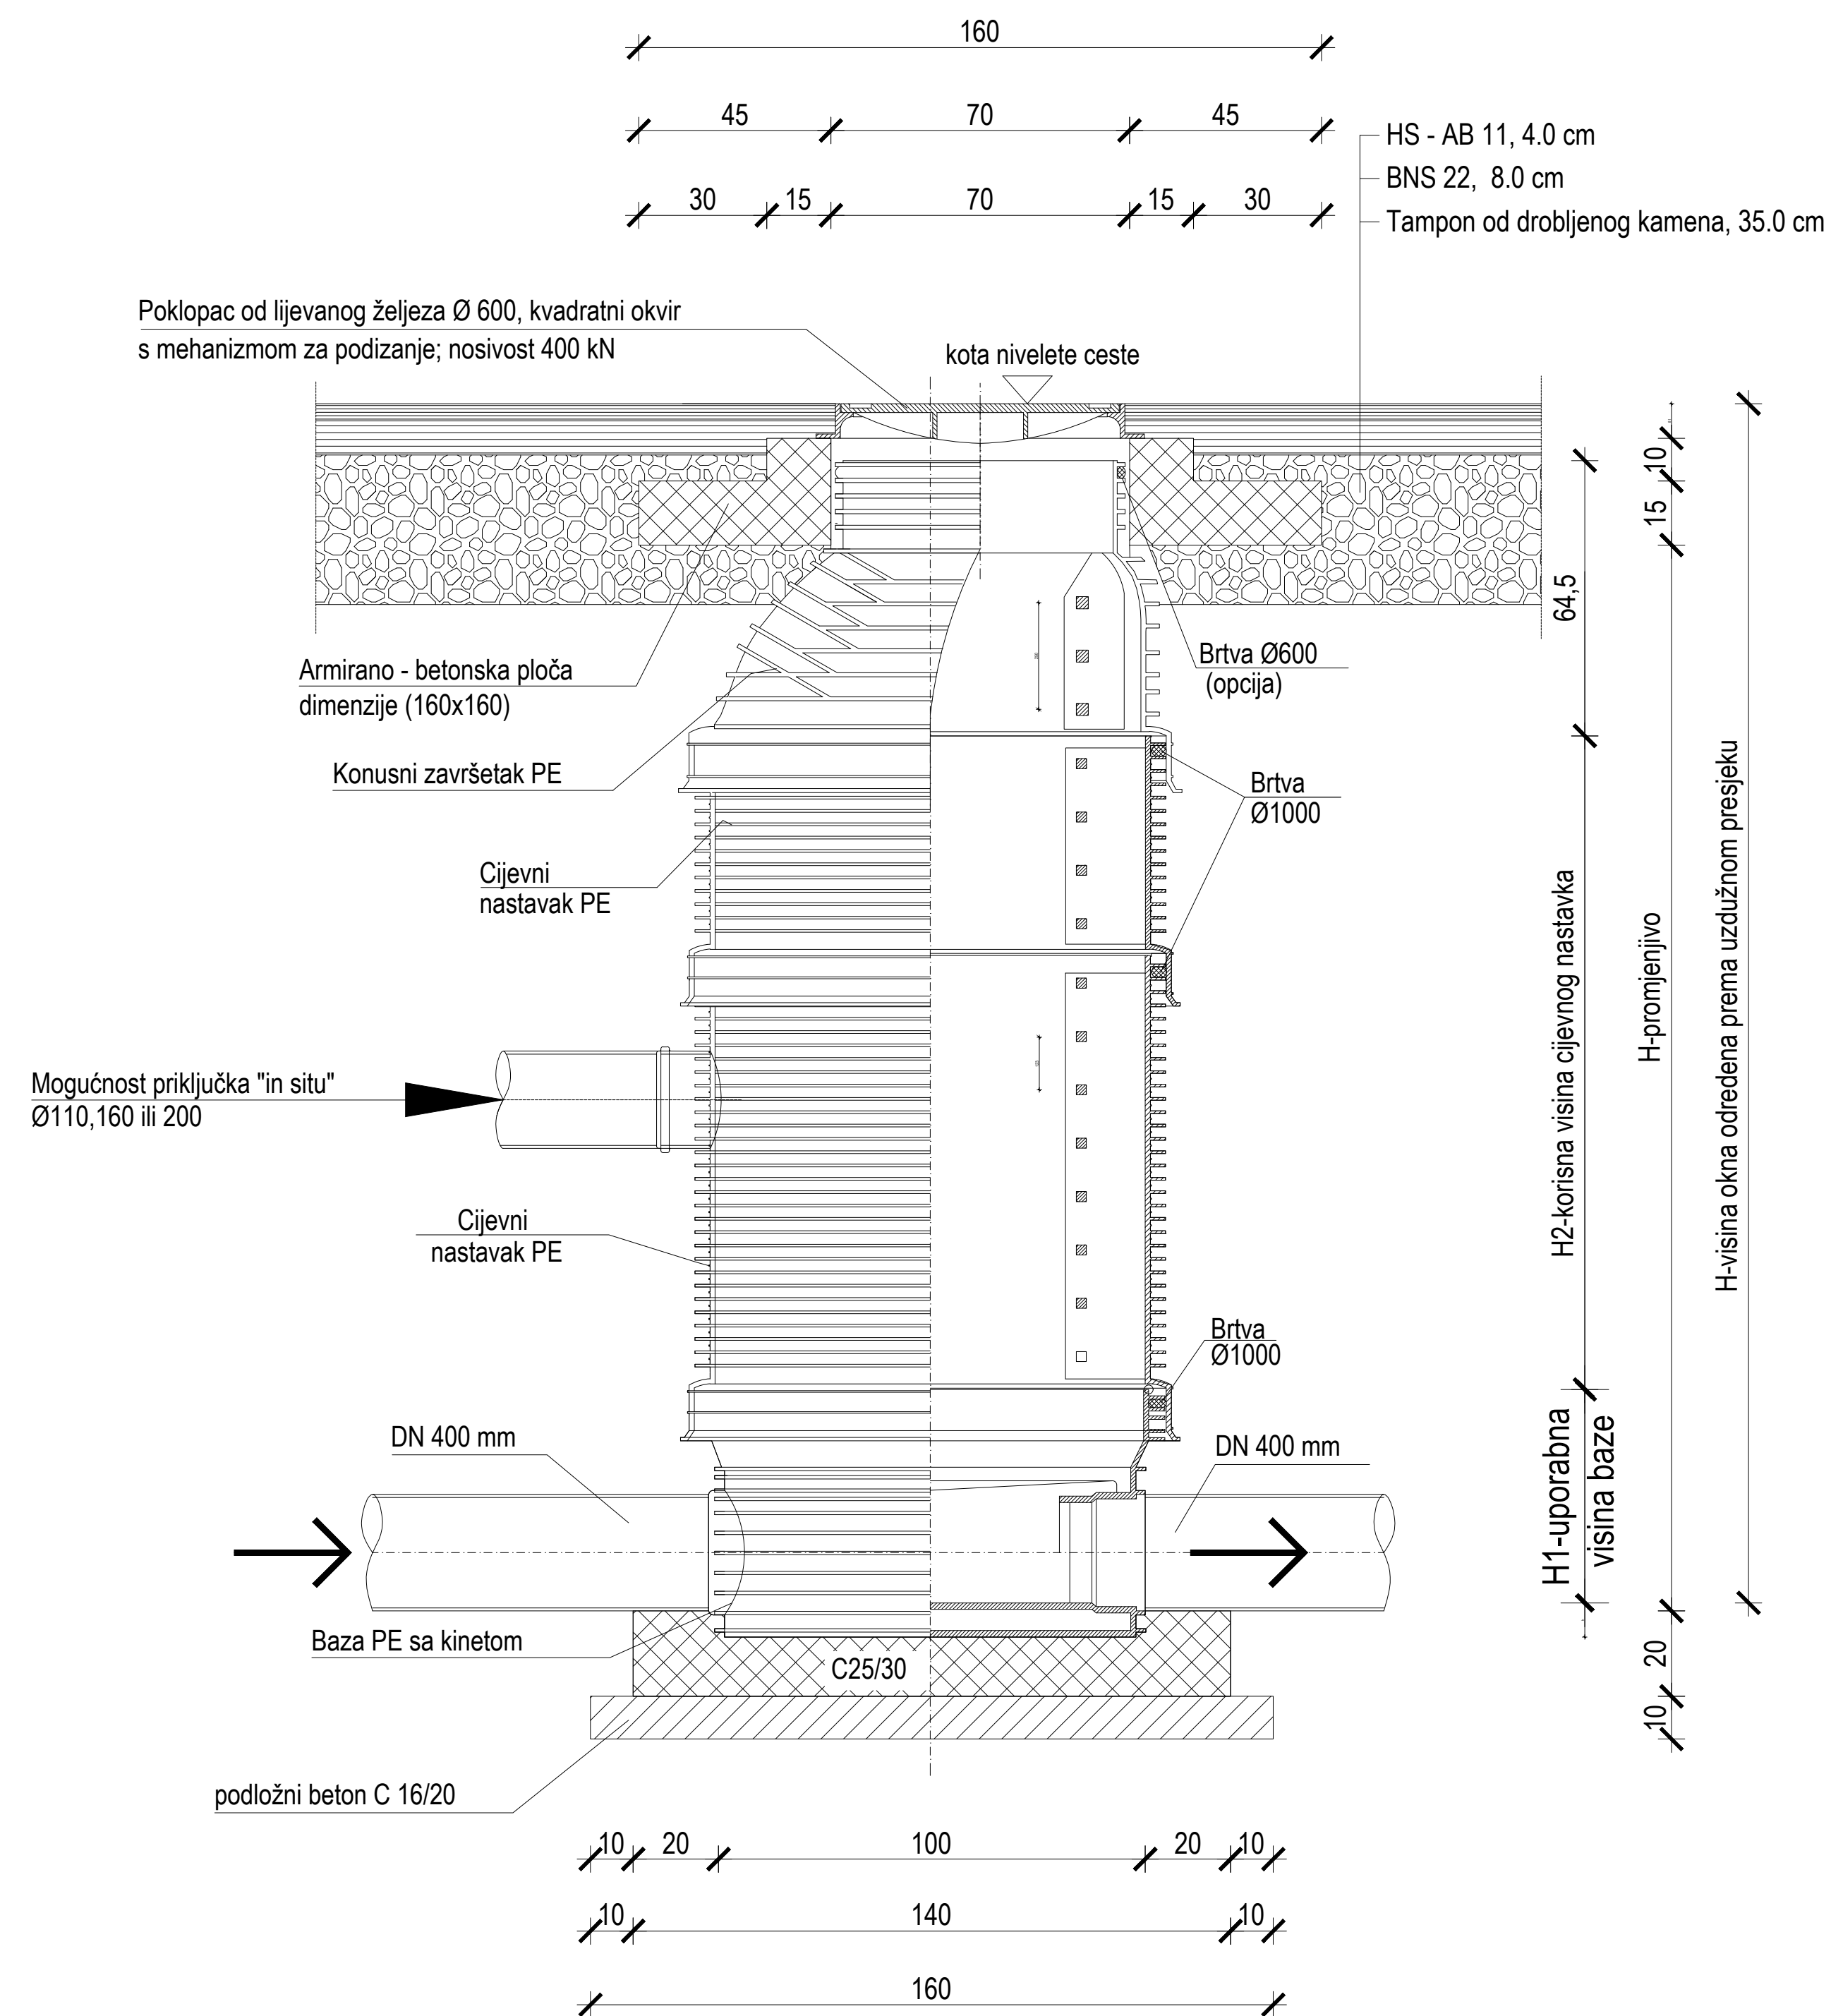 160
45
70
45
30
15
70
15
30
HS - AB 11, 4.0 cm
BNS 22, 8.0 cm
Tampon od drobljenog kamena, 35.0 cm
Poklopac od lijevanog željeza Ø 600, kvadratni okvir
s mehanizmom za podizanje; nosivost 400 kN
kota nivelete ceste
10
15
64,5
Armirano - betonska ploča
dimenzije (160x160)
Brtva Ø600
(opcija)
Konusni završetak PE
Brtva
Ø1000
Cijevni
nastavak PE
H2-korisna visina cijevnog nastavka
H-promjenjivo
H-visina okna odredena prema uzdužnom presjeku
Mogućnost priključka "in situ"
Ø110,160 ili 200
Cijevni
nastavak PE
Brtva
Ø1000
DN 400 mm
DN 400 mm
H1-uporabna
visina baze
Baza PE sa kinetom
C25/30
20
10
podložni beton C 16/20
10
20
100
20
10
10
140
10
160